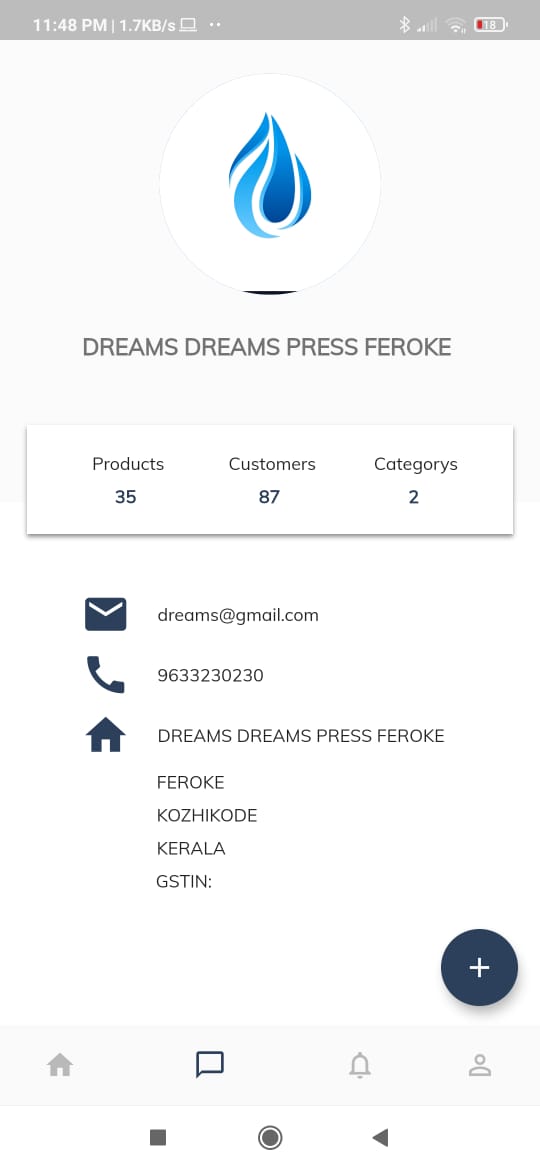 11:48 PM | 1.7KB/s
18
DREAMS DREAMS PRESS FEROKE
Products Customers Categorys
35 87 2
dreams@gmail.com
9633230230
DREAMS DREAMS PRESS FEROKE
FEROKE
KOZHIKODE
KERALA
GSTIN: